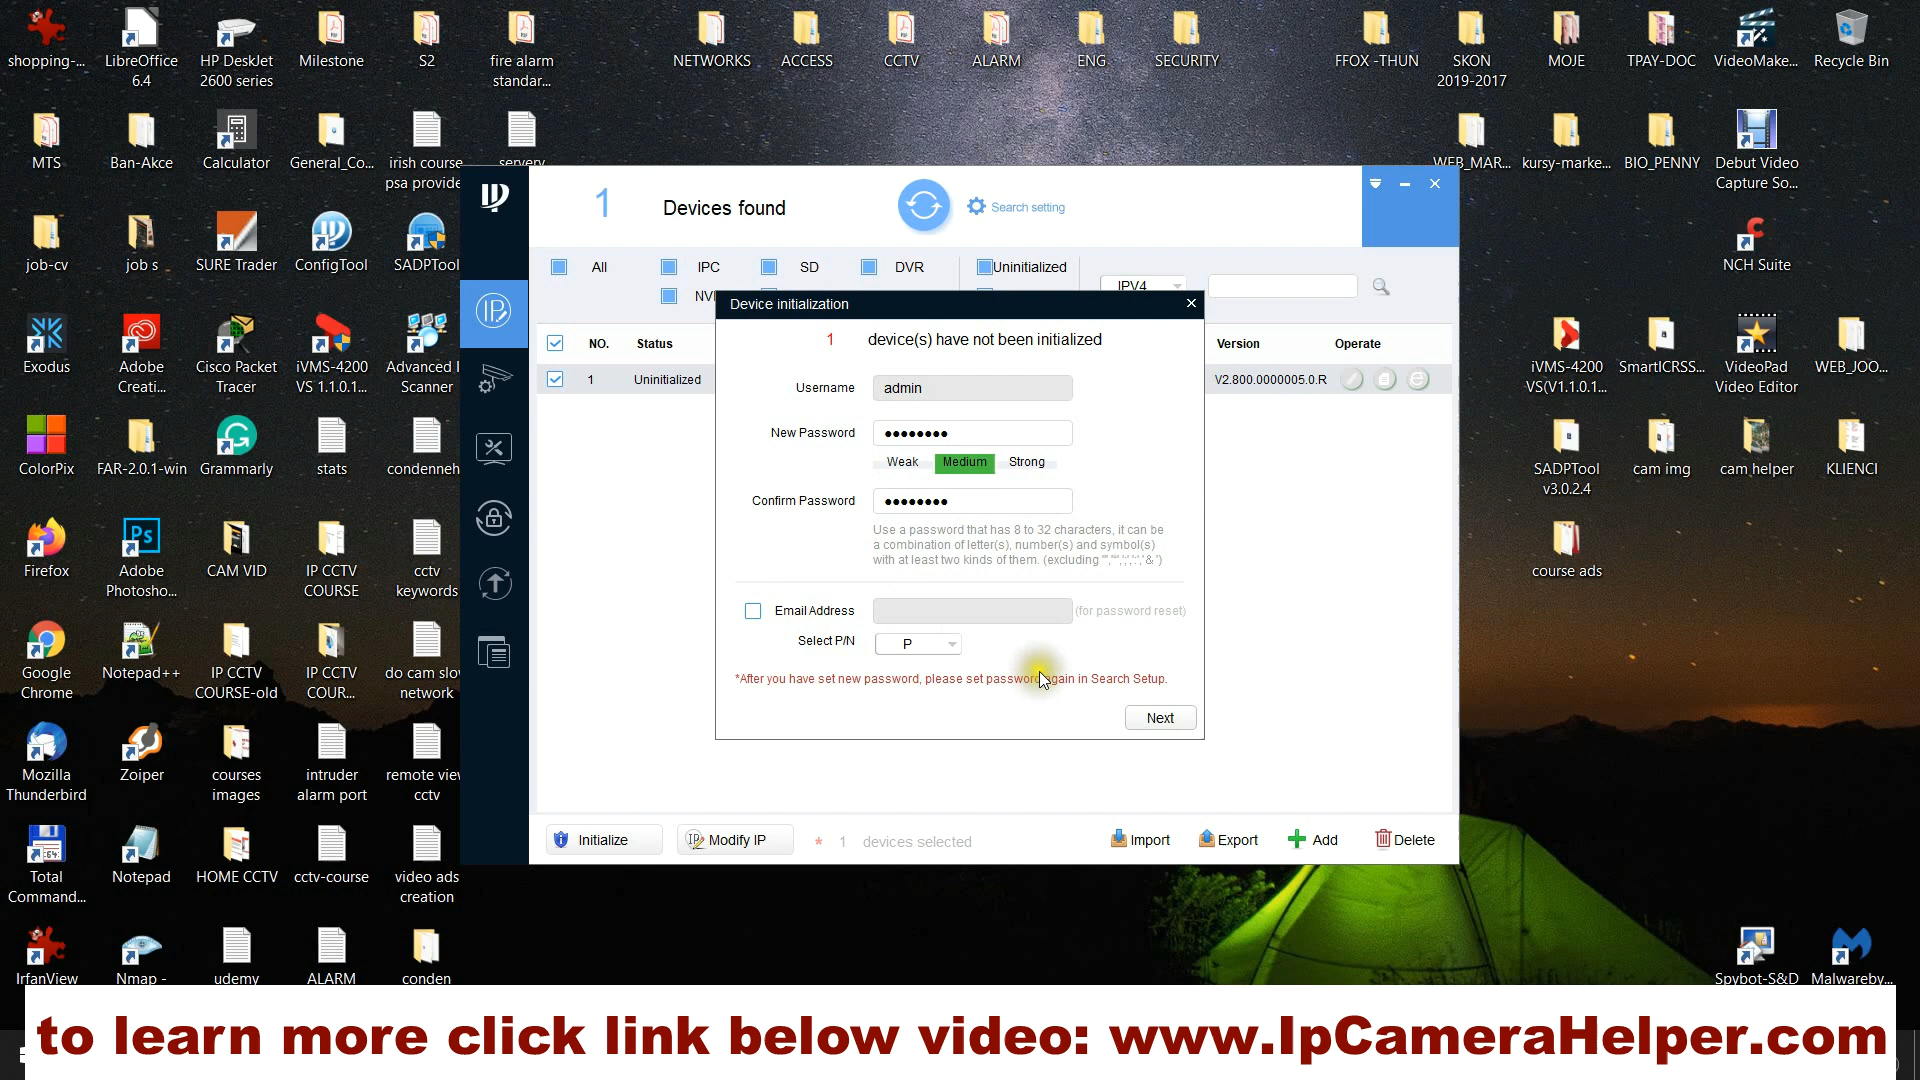 shopping-...
LibreOffice
6.4
HP DeskJet
2600 series
Milestone
S2
fire alarm
standar...
NETWORKS
ACCESS
CCTV
ALARM
ENG
SECURITY
FFOX -THUN
SKON
2019-2017
MOJE
TPAY-DOC
VideoMake...
Recycle Bin
MTS
Ban-Akce
Calculator
General_Co...
irish course
psa provide
servery
WEB_MAR...
kursy-marke...
BIO_PENNY
Debut Video
Capture So...
job-cv
job s
SURE Trader
ConfigTool
SADPTool
NCH Suite
Exodus
Adobe
Creati...
Cisco Packet
Tracer
iVMS-4200
VS 1.1.0.1...
Advanced I
Scanner
iVMS-4200
VS(V1.1.0.1...
SmartICRSS...
VideoPad
Video Editor
WEB_JOO...
ColorPix
FAR-2.0.1-win
Grammarly
stats
condenneh
SADPTool
v3.0.2.4
cam img
cam helper
KLIENCI
Firefox
Adobe
Photosho...
CAM VID
IP CCTV
COURSE
cctv
keywords
course ads
Google
Chrome
Notepad++
IP CCTV
COURSE-old
IP CCTV
COUR...
do cam slo
network
Mozilla
Thunderbird
Zoiper
courses
images
intruder
alarm port
remote vie
cctv
Total
Command...
Notepad
HOME CCTV
cctv-course
video ads
creation
IrfanView
Nmap -
udemy
ALARM
conden
Spybot-S&D
Malwareby...
1
Devices found
Search setting
All
IPC
SD
DVR
Uninitialized
IPV4
NO.
Status
Version
Operate
1
Uninitialized
V2.800.0000005.0.R
Device initialization
1 device(s) have not been initialized
Username admin
New Password ●●●●●●●●
Weak Medium Strong
Confirm Password ●●●●●●●●
Use a password that has 8 to 32 characters, it can be
a combination of letter(s), number(s) and symbol(s)
with at least two kinds of them. (excluding
Email Address (for password reset)
Select P/N P
*After you have set new password, please set password again in Search Setup.
Next
Initialize
Modify IP
* 1 devices selected
Import
Export
Add
Delete
to learn more click link below video: www.IpCameraHelper.com